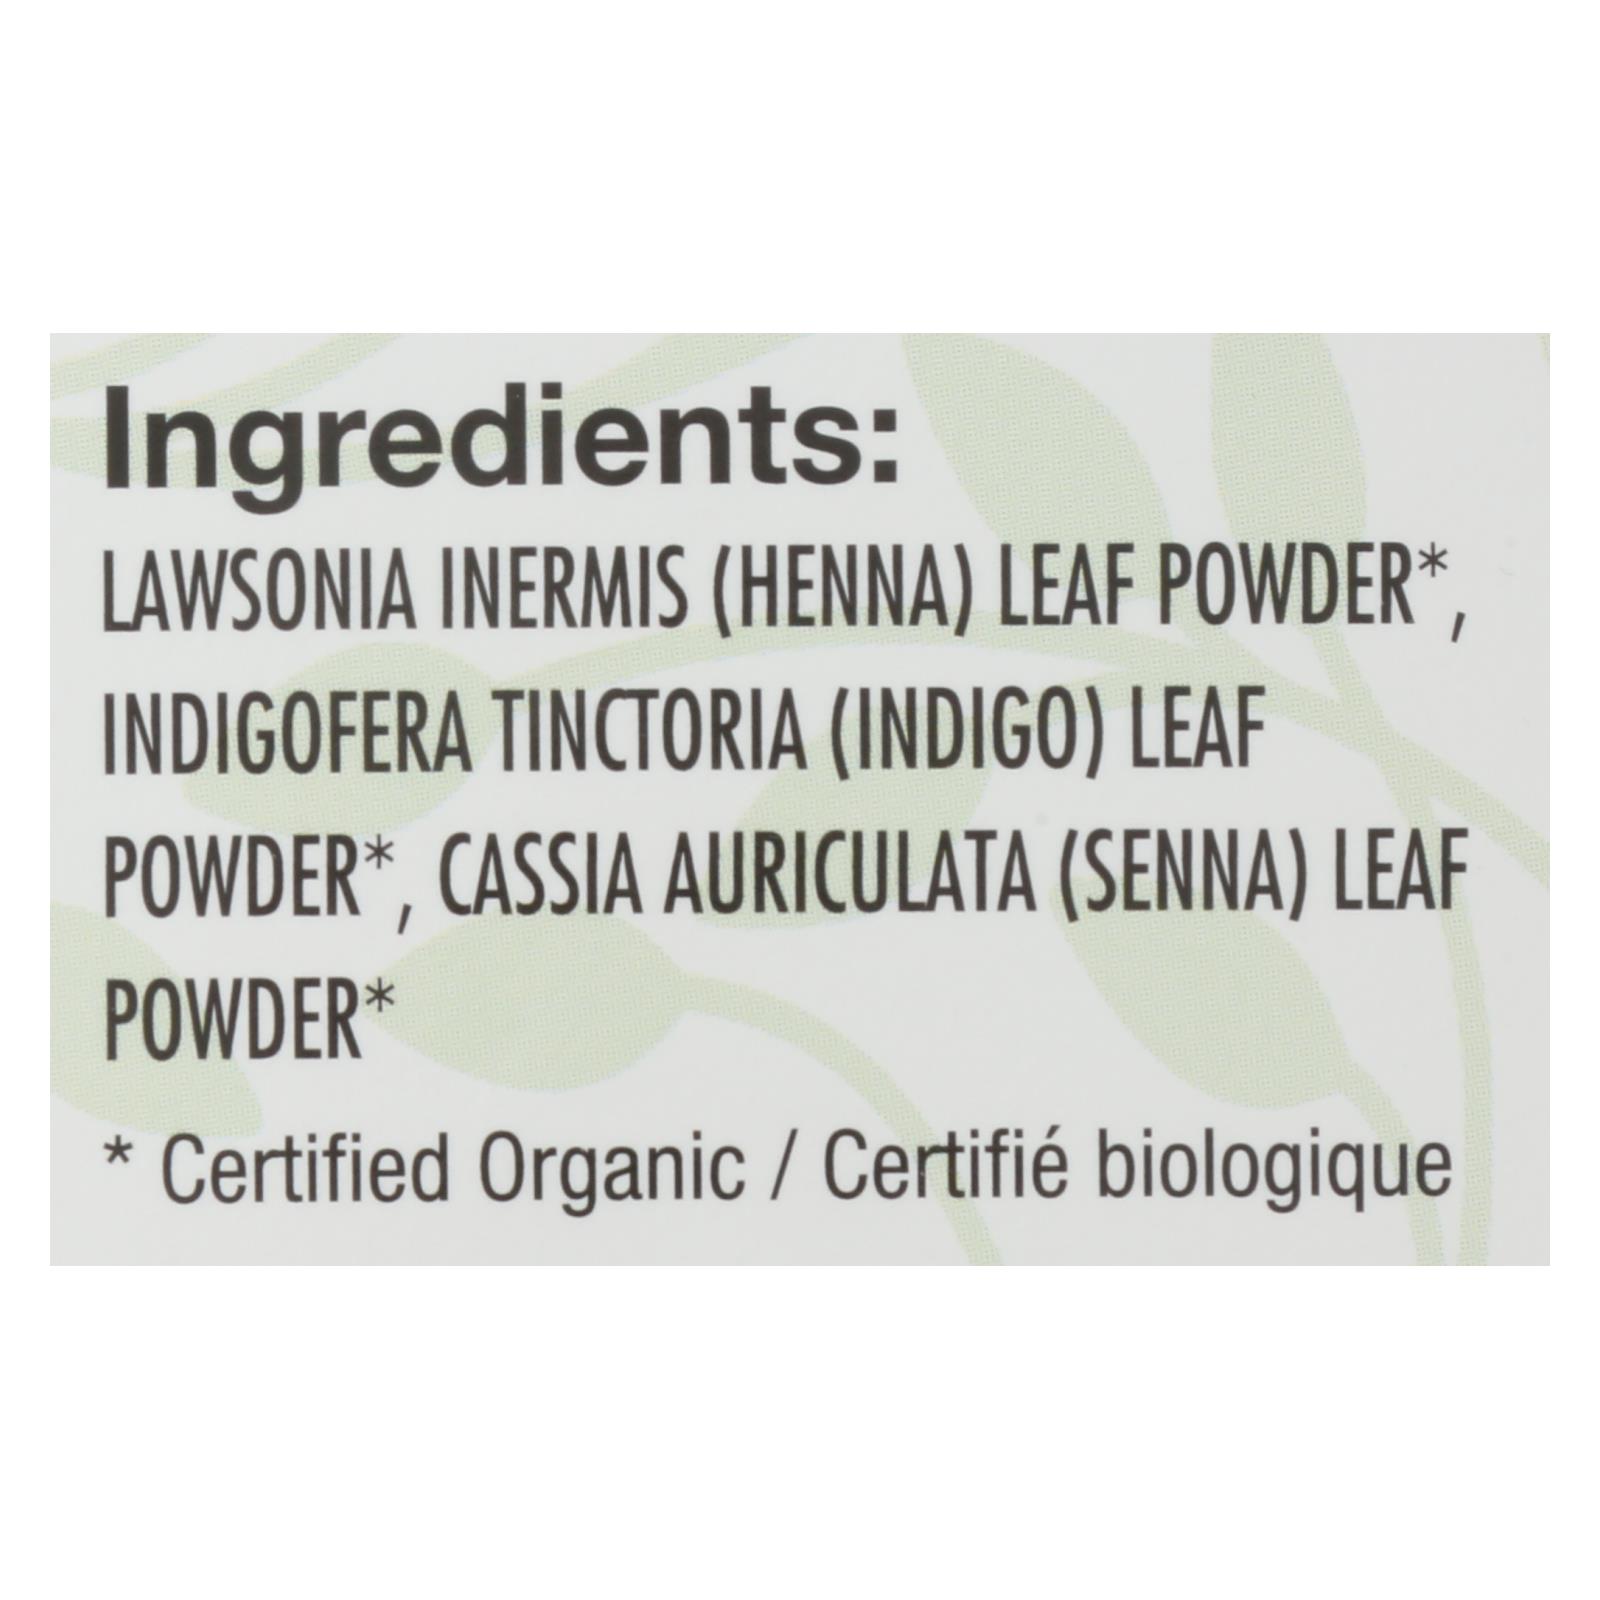 Ingredients:
LAWSONIA INERMIS (HENNA) LEAF POWDER*,
INDIGOFERA TINCTORIA (INDIGO) LEAF
POWDER*, CASSIA AURICULATA (SENNA) LEAF
POWDER*
* Certified Organic / Certifié biologique